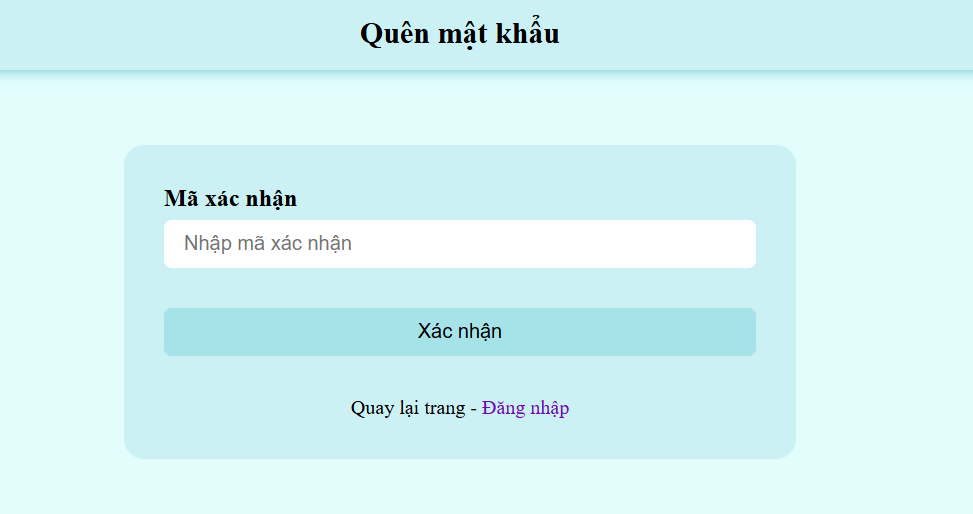 Quên mật khẩu
Mã xác nhận
Nhập mã xác nhận
Xác nhận
Quay lại trang - Đăng nhập